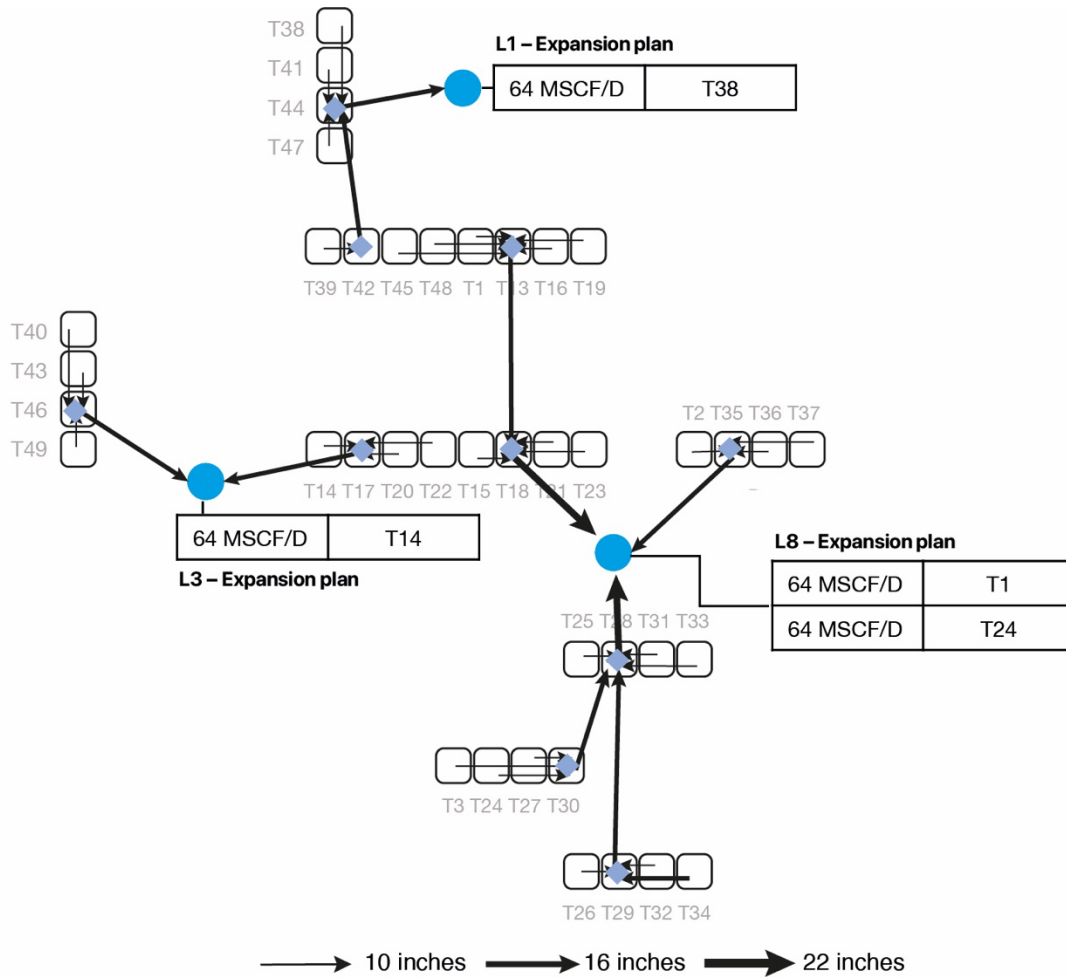 T38
L1 – Expansion plan
T41
64 MSCF/D T38
T44
T47
T39 T42 T45 T48 T1 T13 T16 T19
T40
T43
T46
T49
T2 T35 T36 T37
T14 T17 T20 T22 T15 T18 T21 T23
64 MSCF/D T14
L3 – Expansion plan
L8 – Expansion plan
64 MSCF/D T1
64 MSCF/D T24
T25 T28 T31 T33
T3 T24 T27 T30
T26 T29 T32 T34
10 inches 16 inches 22 inches